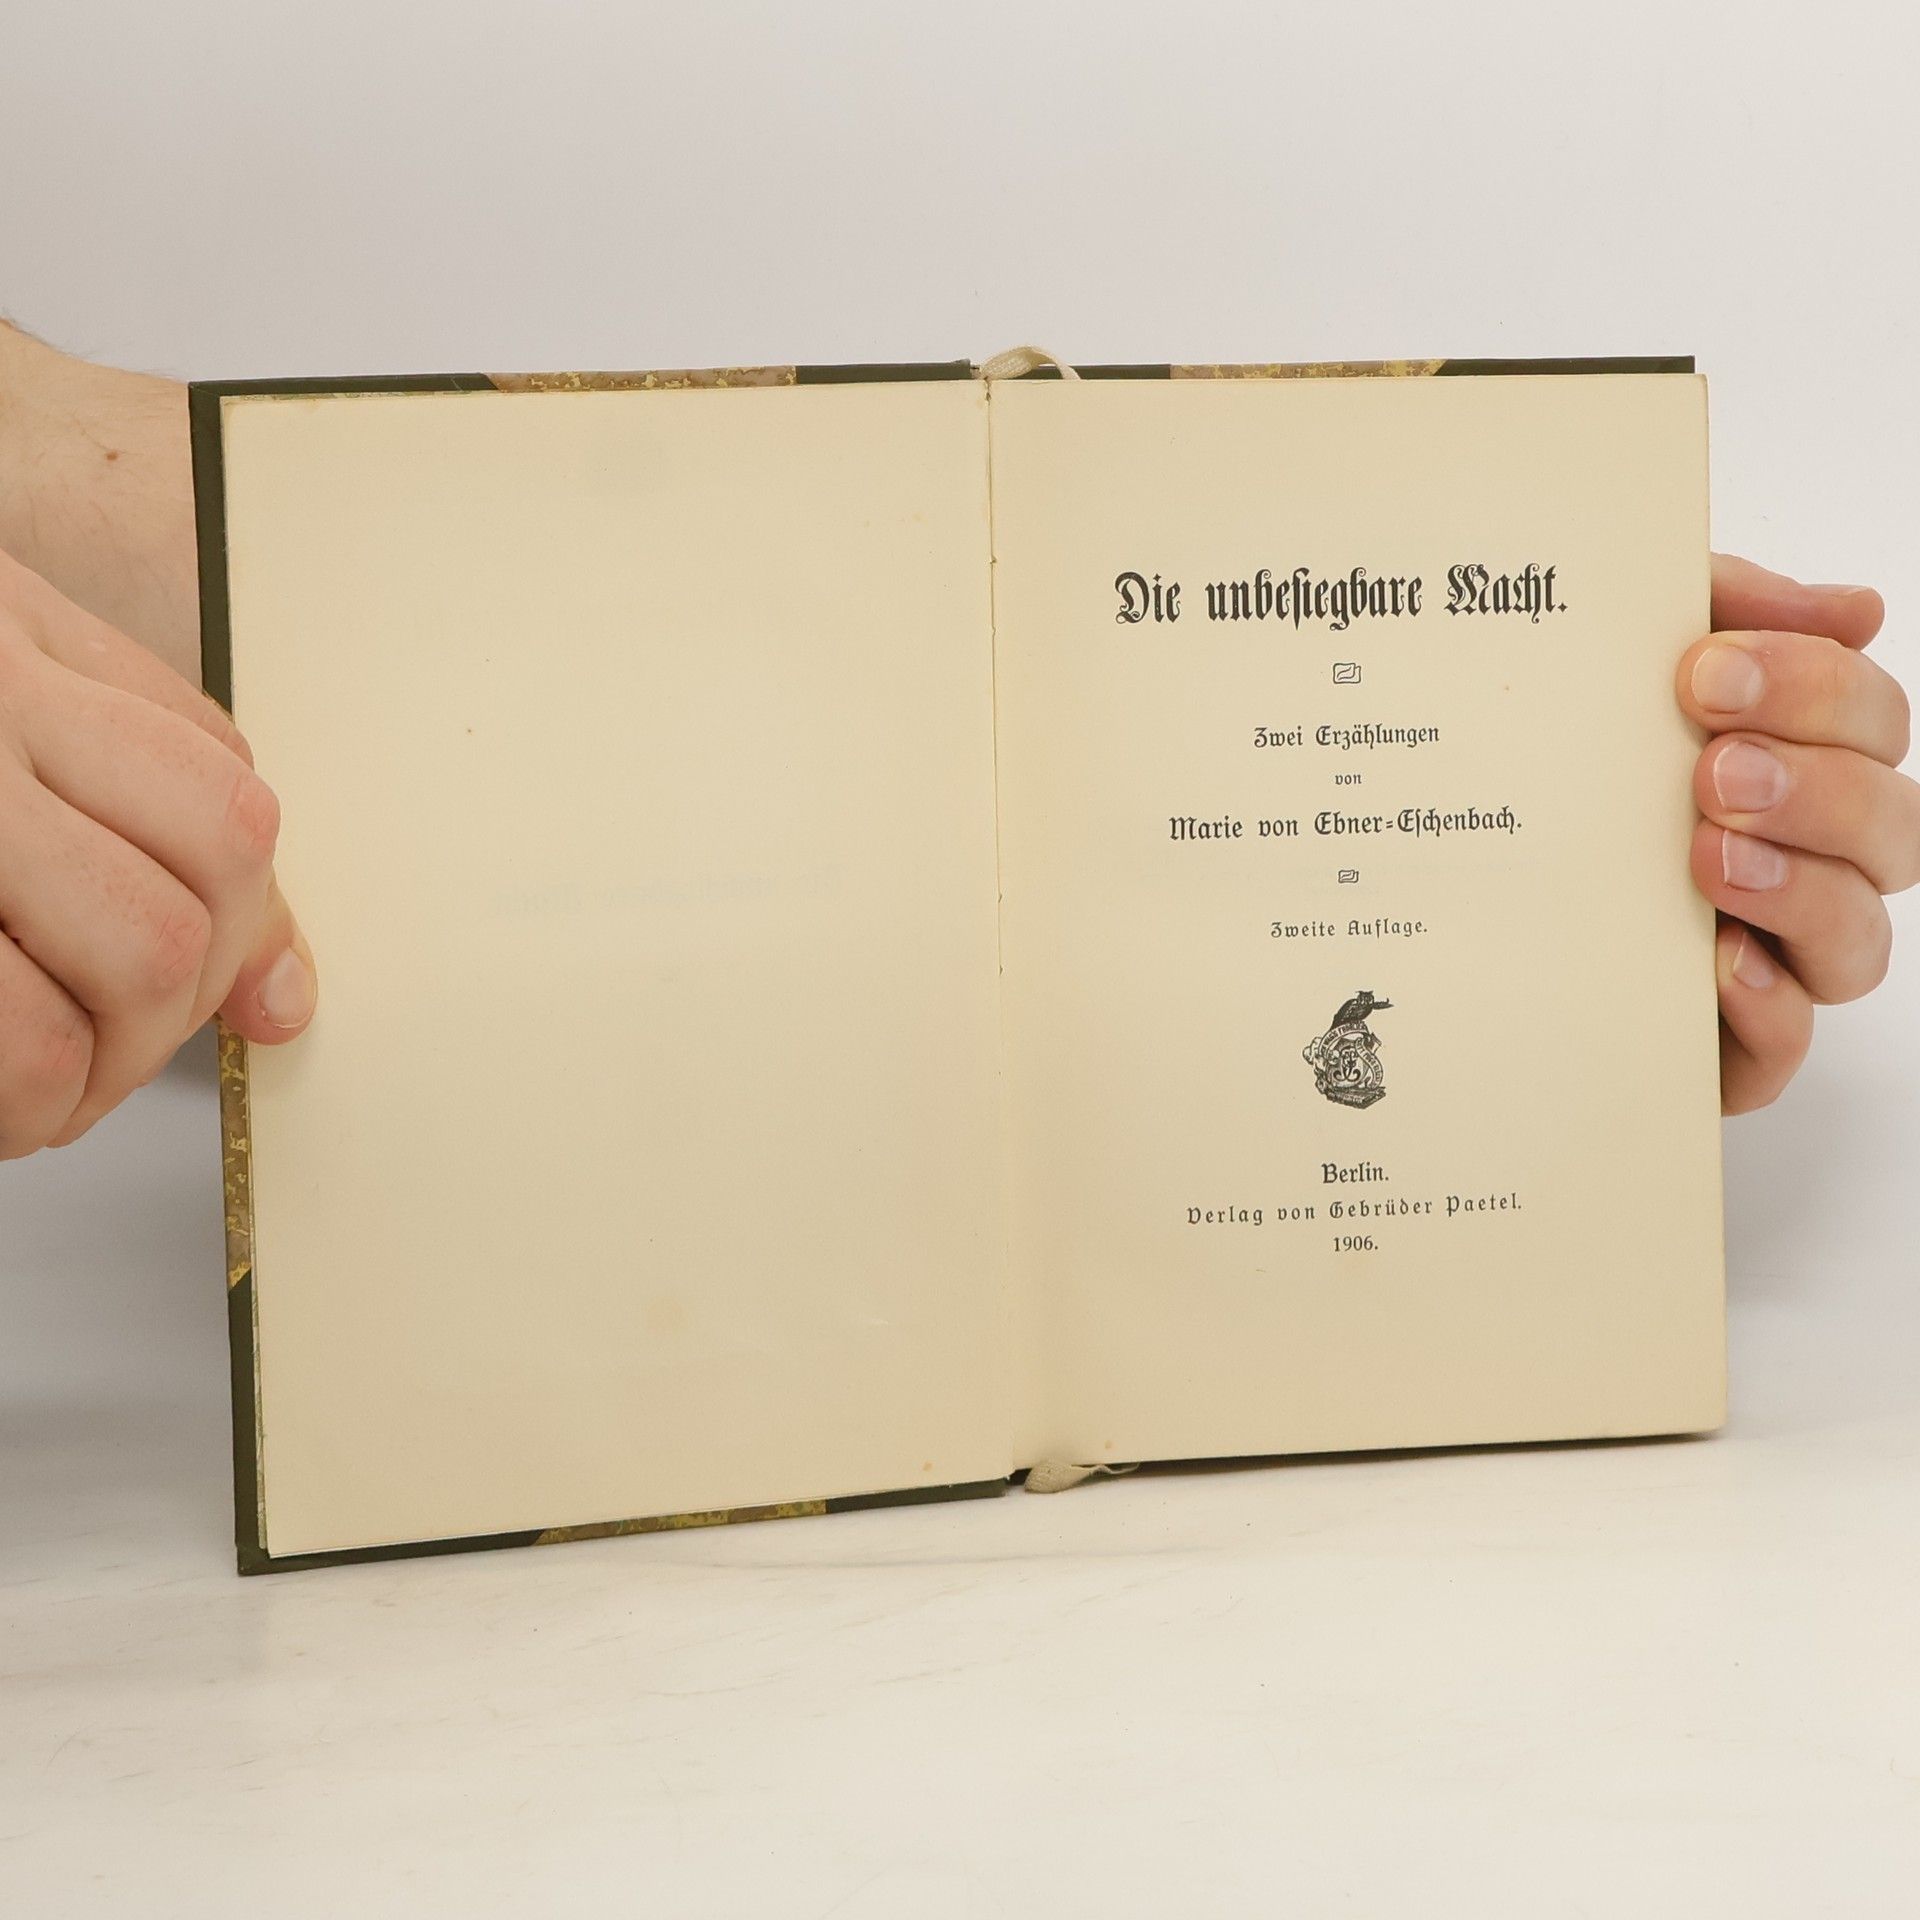 Die unbesiegbare Macht.
Zwei Erzählungen
von
Marie von Ebner=Eschenbach.
Zweite Auflage.
Berlin.
Verlag von Gebrüder Paetel.
1906.